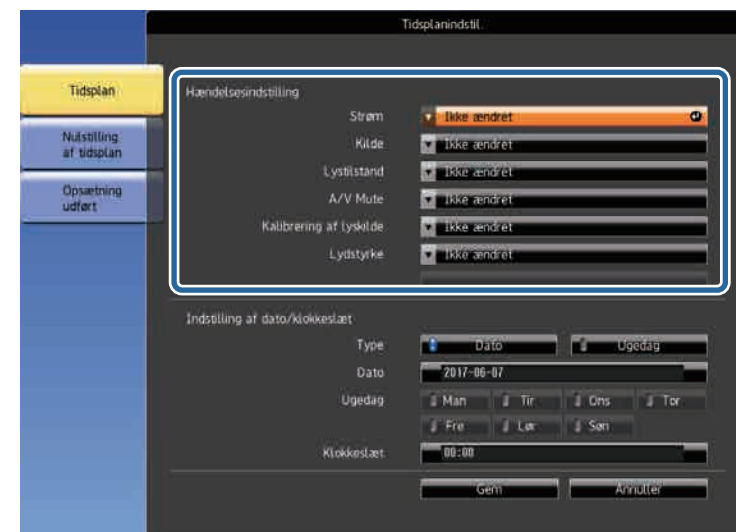 Tidsplanindstil.
Tidsplan
Nulstilling
af tidsplan
Opsætning
udført
Hændelsesindstilling
Strøm Ikke ændret
Kilde Ikke ændret
Lystilstand Ikke ændret
A/V Mute Ikke ændret
Kalibrering af lyskilde Ikke ændret
Lydstyrke Ikke ændret
Indstilling af dato/klokkeslæt
Type Dato Ugedag
Dato 2017-06-07
Ugedag Man Tir Ons Tor
Fre Lør Søn
Klokkeslæt 00:00
Gem Annuller